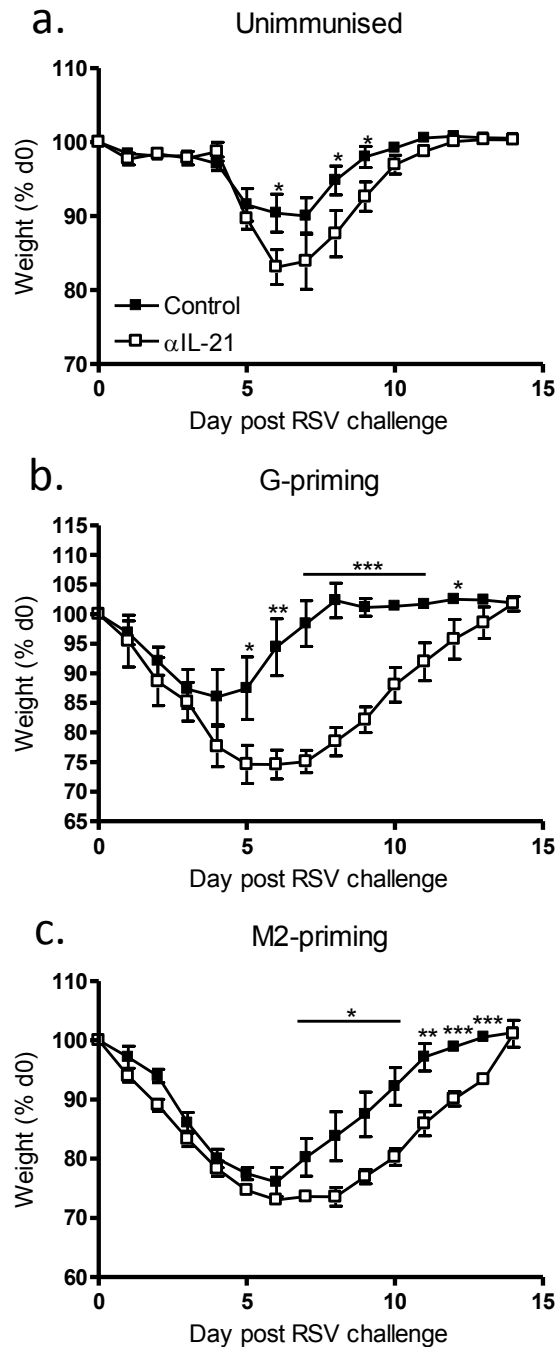 a. Unimmunised
110
100
90
80
70
Weight (% d0)
* * *
Control
αIL-21
0 5 10 15
Day post RSV challenge
b. G-priming
115
110
105
100
95
90
85
80
75
70
65
Weight (% d0)
* ** *** *
0 5 10 15
Day post RSV challenge
c. M2-priming
110
100
90
80
70
60
Weight (% d0)
* ** *** ***
0 5 10 15
Day post RSV challenge